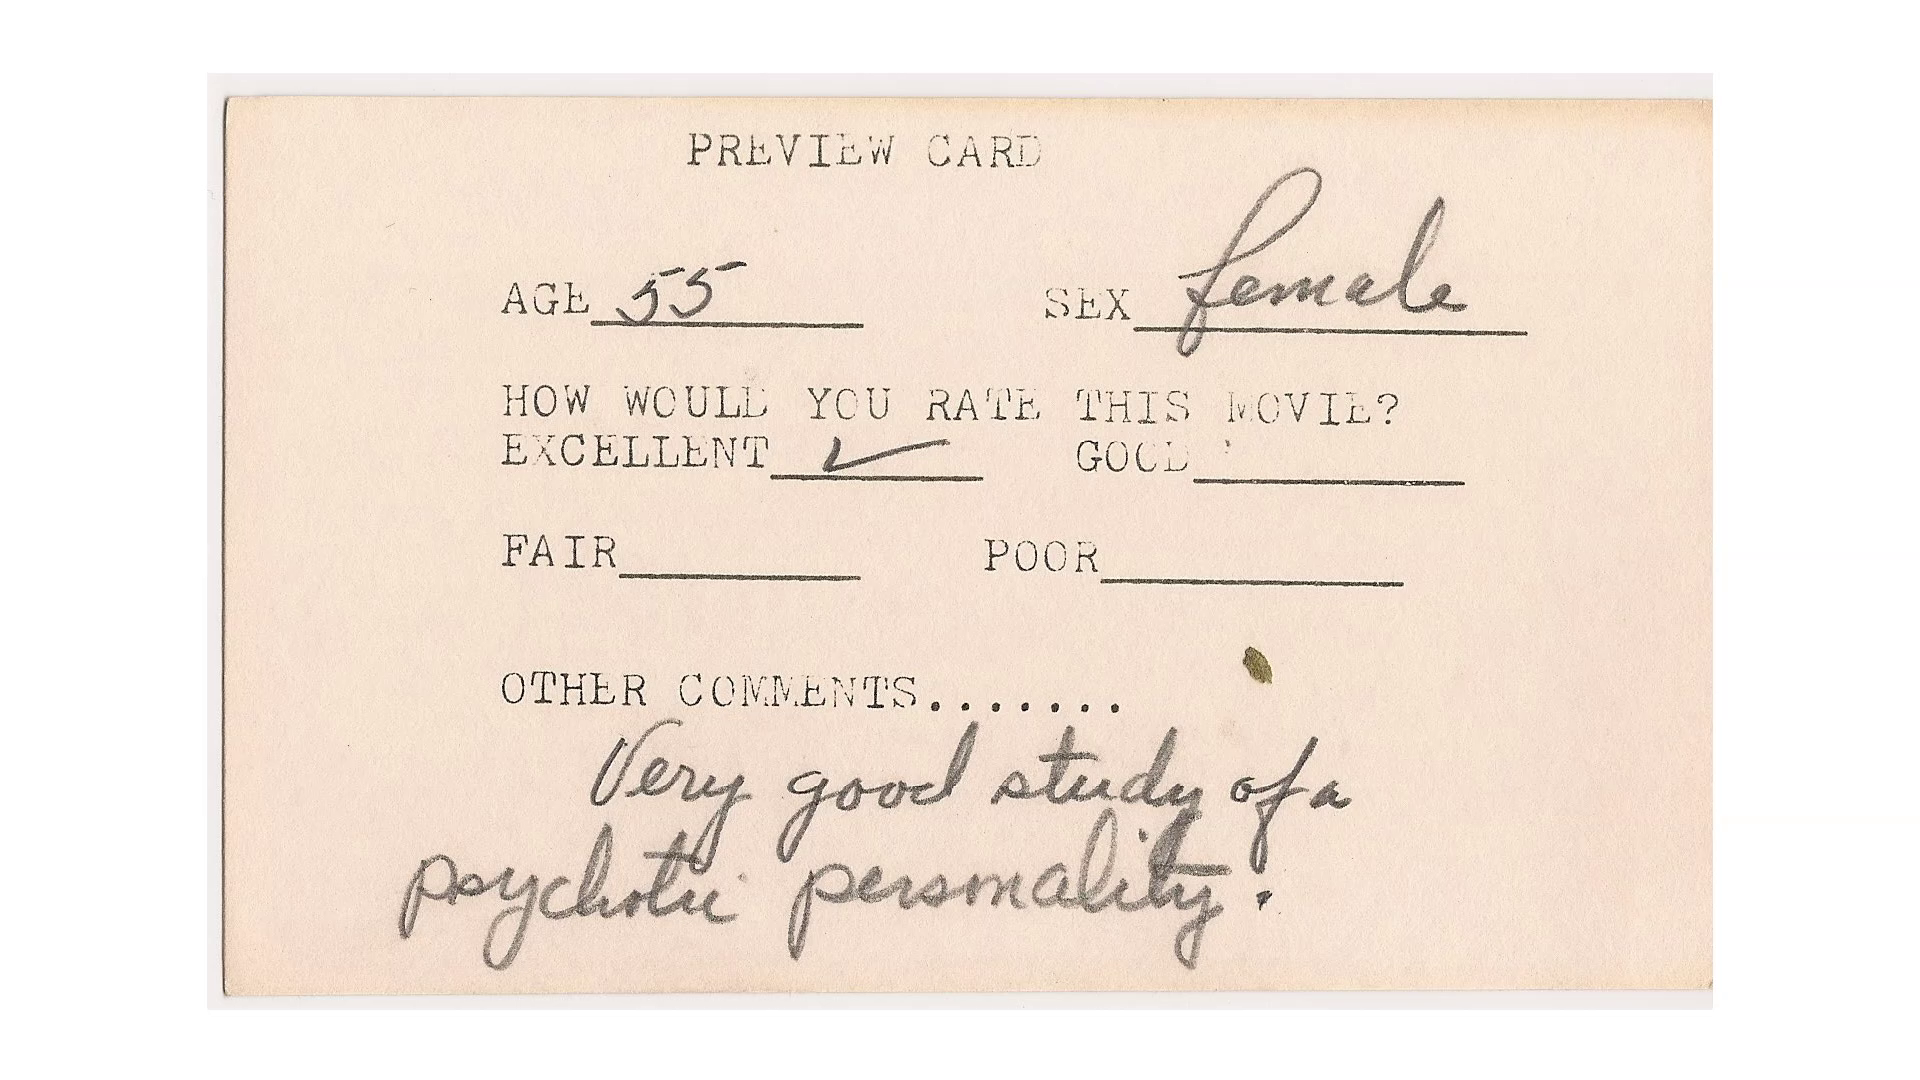 PREVIEW CARD
AGE 55 SEX female
HOW WOULD YOU RATE THIS MOVIE?
EXCELLENT ✓ GOOD
FAIR POOR
OTHER COMMENTS........
Very good study of a
psychotic personality.